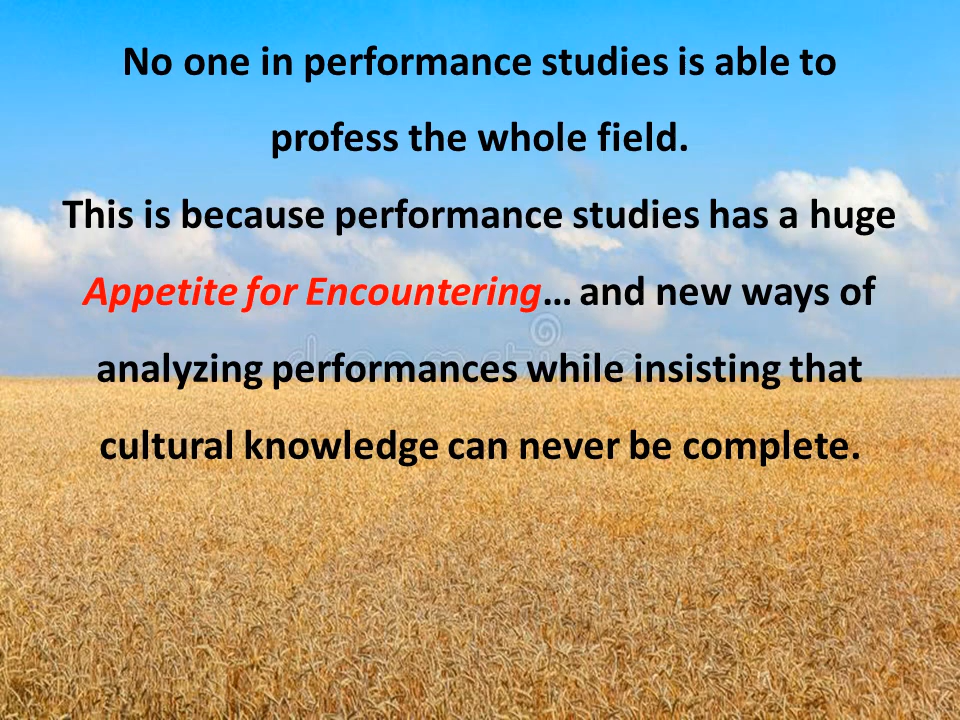 No one in performance studies is able to
profess the whole field.
This is because performance studies has a huge
Appetite for Encountering… and new ways of
analyzing performances while insisting that
cultural knowledge can never be complete.